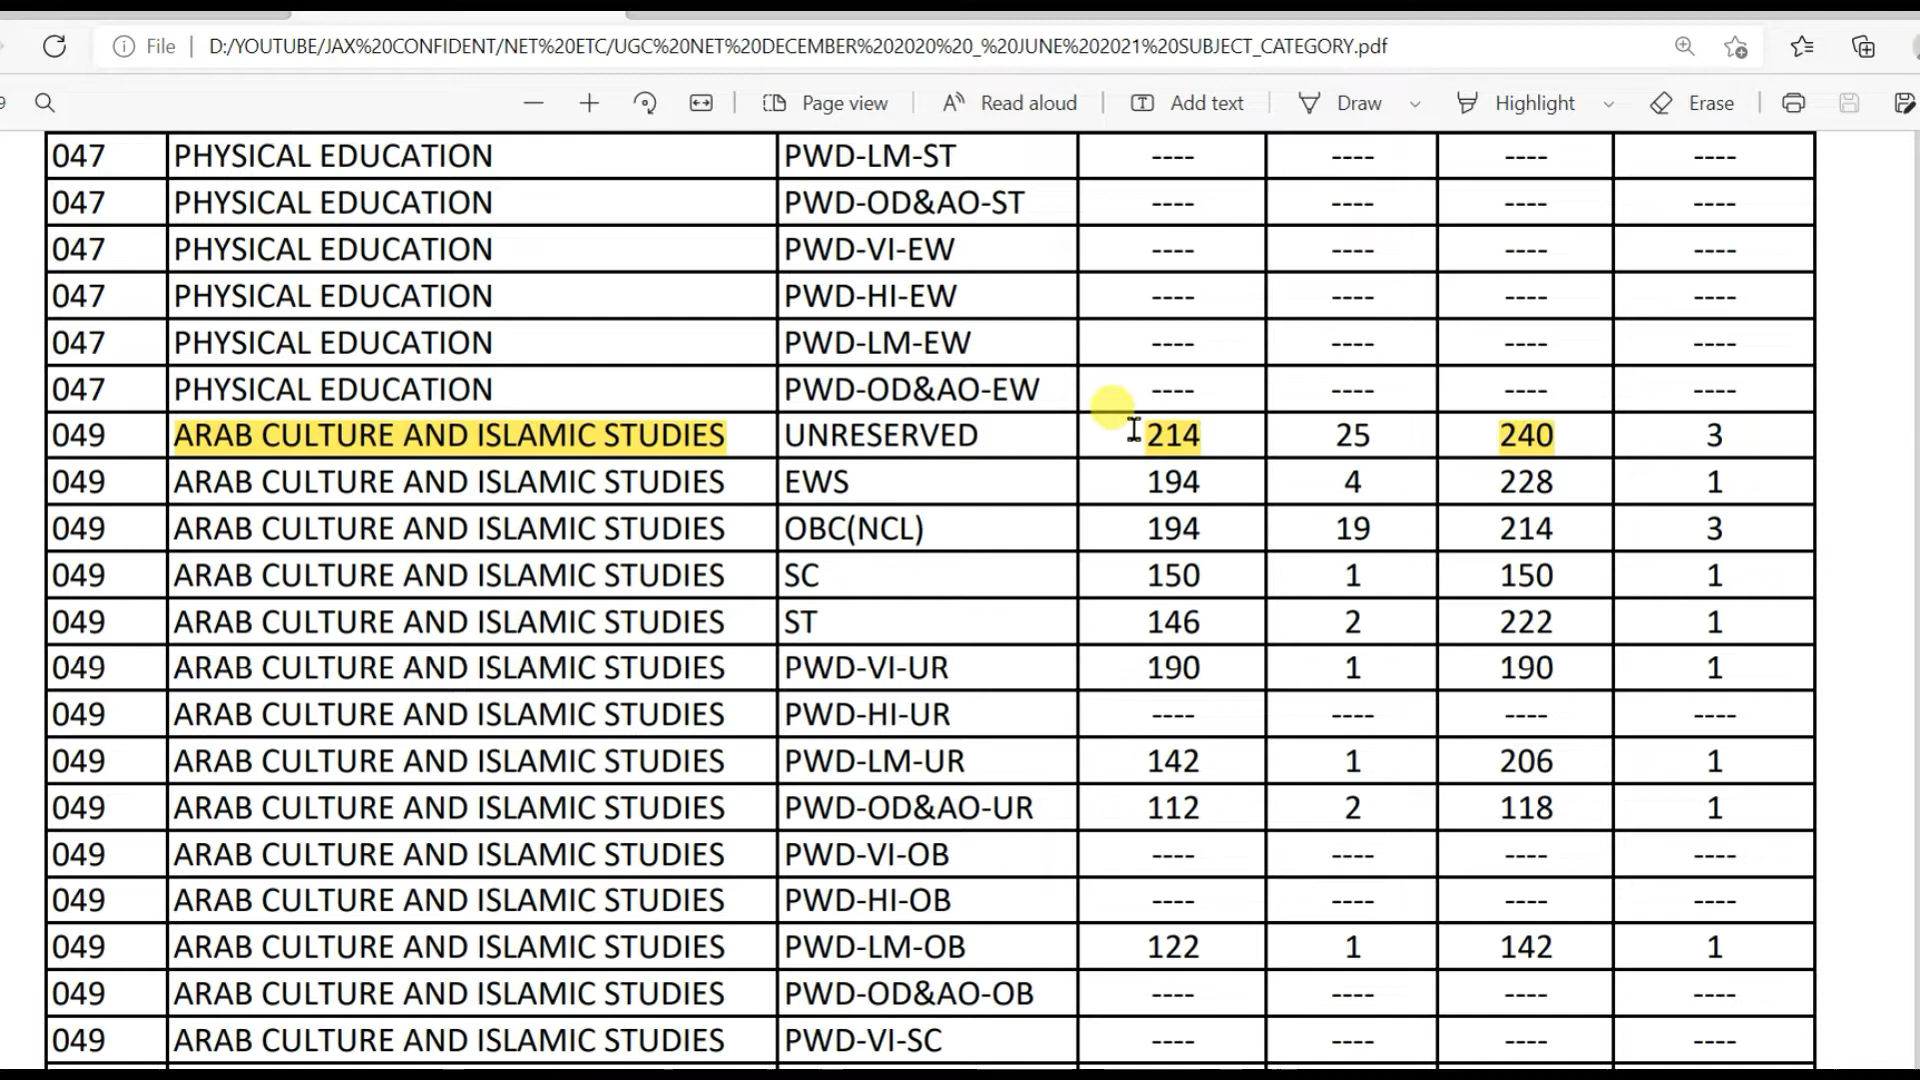 File D:/YOUTUBE/JAX%20CONFIDENT/NET%20ETC/UGC%20NET%20DECEMBER%202020%20_%20JUNE%202021%20SUBJECT_CATEGORY.pdf
9 Page view Read aloud Add text Draw Highlight Erase
047 PHYSICAL EDUCATION PWD-LM-ST ---- ---- ---- ----
047 PHYSICAL EDUCATION PWD-OD&AO-ST ---- ---- ---- ----
047 PHYSICAL EDUCATION PWD-VI-EW ---- ---- ---- ----
047 PHYSICAL EDUCATION PWD-HI-EW ---- ---- ---- ----
047 PHYSICAL EDUCATION PWD-LM-EW ---- ---- ---- ----
047 PHYSICAL EDUCATION PWD-OD&AO-EW ---- ---- ---- ----
049 ARAB CULTURE AND ISLAMIC STUDIES UNRESERVED 214 25 240 3
049 ARAB CULTURE AND ISLAMIC STUDIES EWS 194 4 228 1
049 ARAB CULTURE AND ISLAMIC STUDIES OBC(NCL) 194 19 214 3
049 ARAB CULTURE AND ISLAMIC STUDIES SC 150 1 150 1
049 ARAB CULTURE AND ISLAMIC STUDIES ST 146 2 222 1
049 ARAB CULTURE AND ISLAMIC STUDIES PWD-VI-UR 190 1 190 1
049 ARAB CULTURE AND ISLAMIC STUDIES PWD-HI-UR ---- ---- ---- ----
049 ARAB CULTURE AND ISLAMIC STUDIES PWD-LM-UR 142 1 206 1
049 ARAB CULTURE AND ISLAMIC STUDIES PWD-OD&AO-UR 112 2 118 1
049 ARAB CULTURE AND ISLAMIC STUDIES PWD-VI-OB ---- ---- ---- ----
049 ARAB CULTURE AND ISLAMIC STUDIES PWD-HI-OB ---- ---- ---- ----
049 ARAB CULTURE AND ISLAMIC STUDIES PWD-LM-OB 122 1 142 1
049 ARAB CULTURE AND ISLAMIC STUDIES PWD-OD&AO-OB ---- ---- ---- ----
049 ARAB CULTURE AND ISLAMIC STUDIES PWD-VI-SC ---- ---- ---- ----